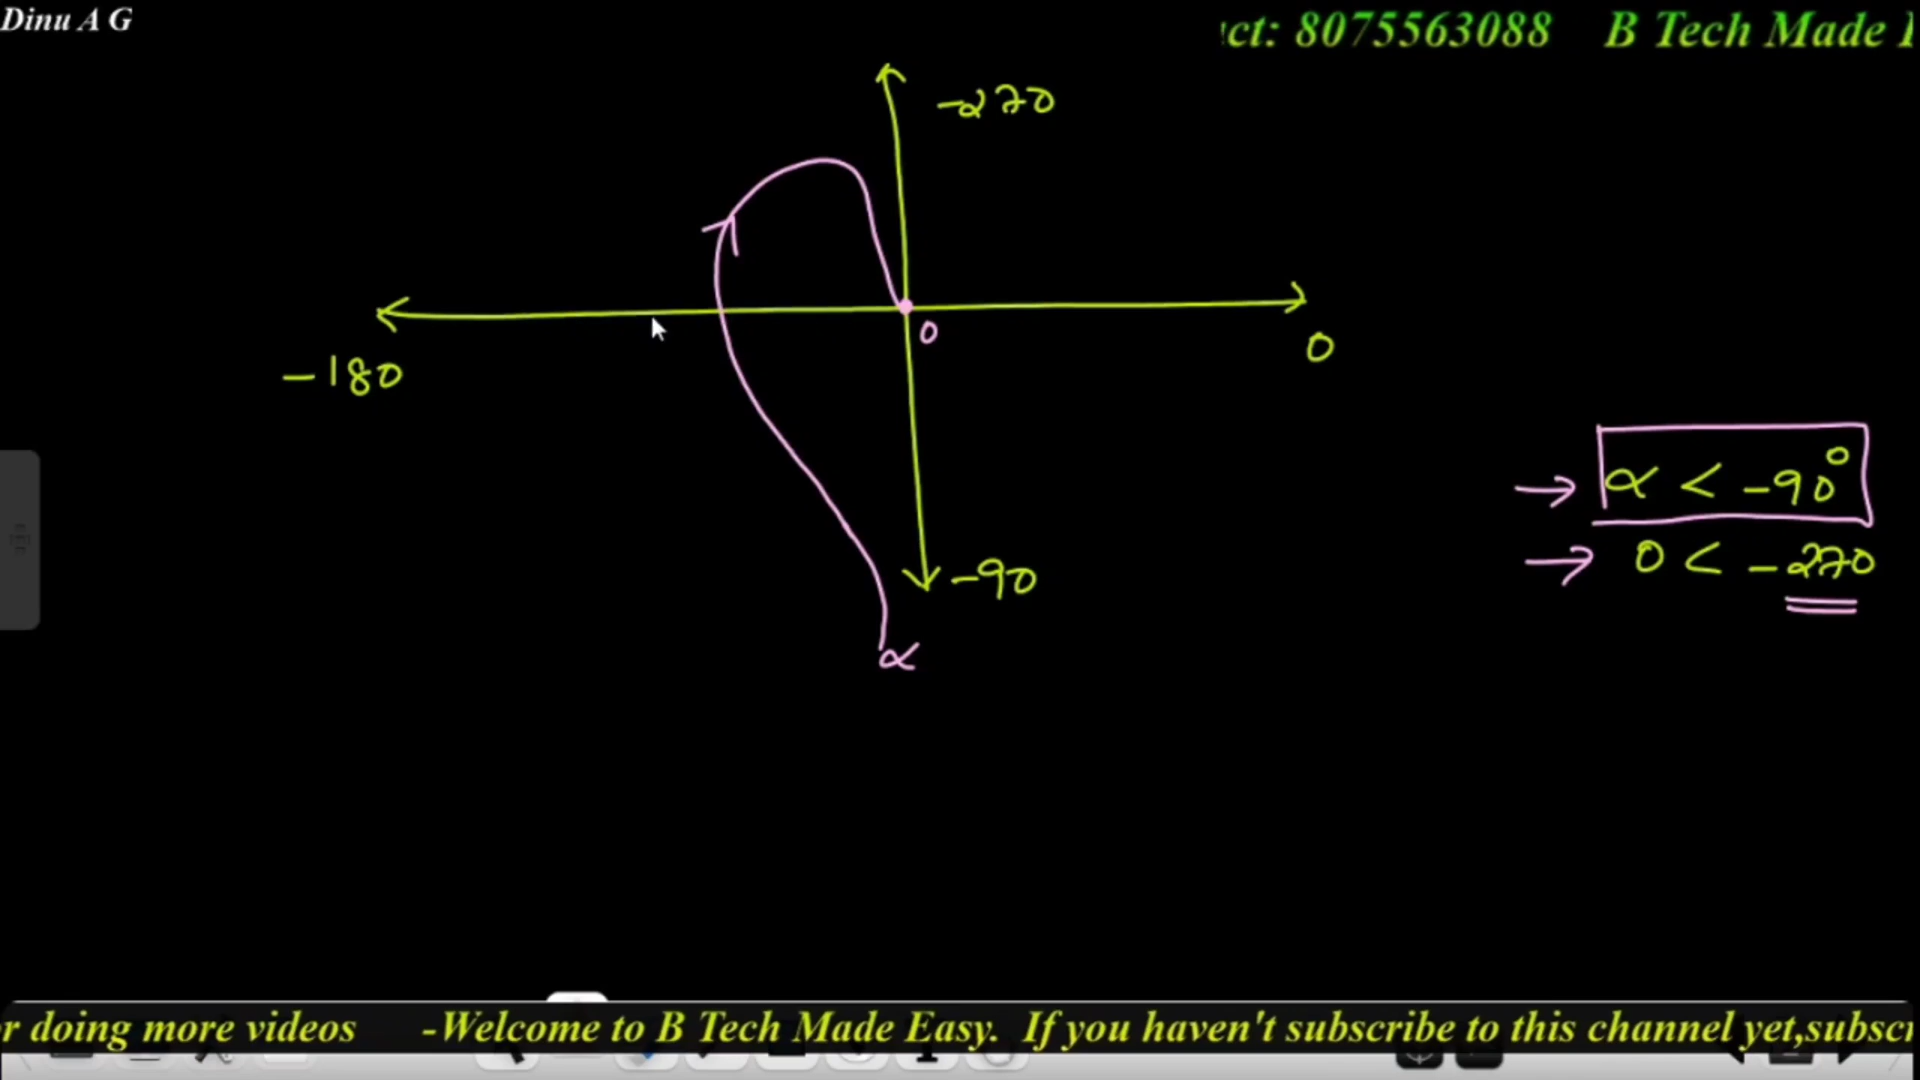 Dinu A G
ct: 8075563088 B Tech Made
-270
0
0
-180
-90
α
α < -90°
0 < -270
r doing more videos -Welcome to B Tech Made Easy. If you haven't subscribe to this channel yet,subscr